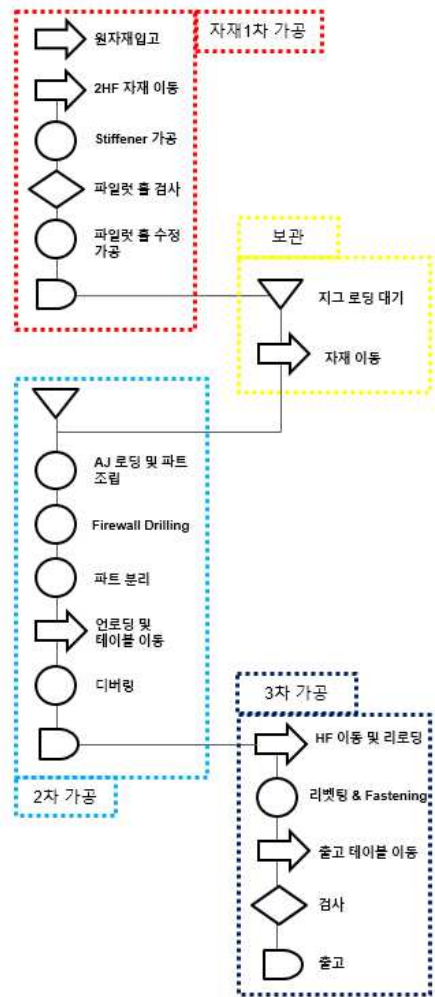 자재1차 가공
원자재입고
2HF 자재 이동
Stiffener 가공
파일럿 홀 검사
파일럿 홀 수정
가공
보관
지그 로딩 대기
자재 이동
AJ 로딩 및 파트
조립
Firewall Drilling
파트 분리
언로딩 및
테이블 이동
디버링
2차 가공
3차 가공
HF 이동 및 리로딩
리벳팅 & Fastening
출고 테이블 이동
검사
출고